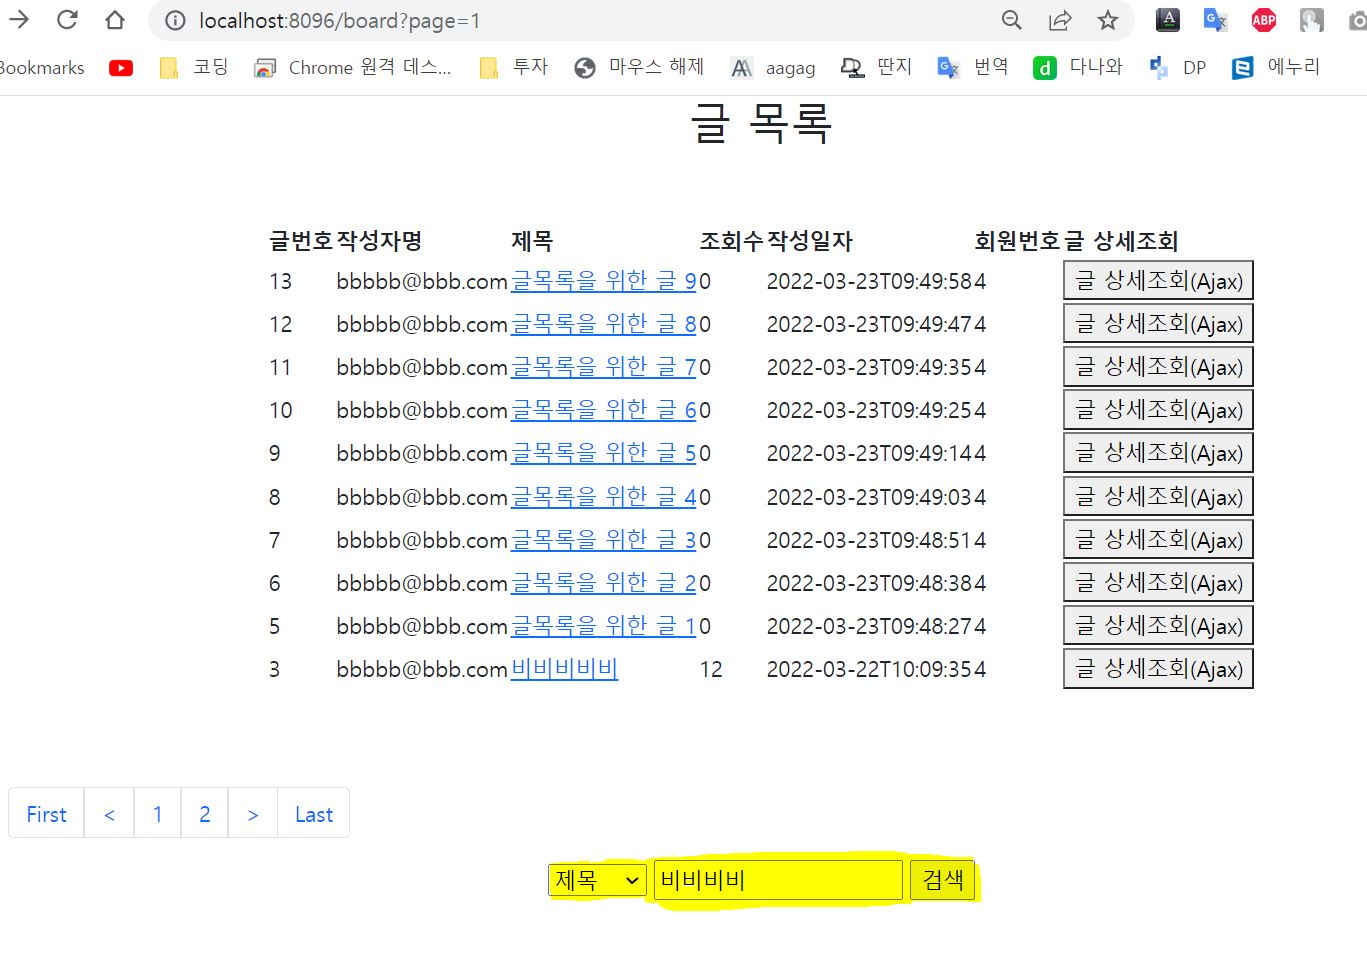 localhost:8096/board?page=1
Bookmarks 코딩 Chrome 원격 데스... 투자 마우스 해제 aagag 딴지 번역 다나와 DP 에누리
글 목록
글번호 작성자명 제목 조회수 작성일자 회원번호 글 상세조회
13 bbbbb@bbb.com 글목록을 위한 글 9 0 2022-03-23T09:49:58 4 글 상세조회(Ajax)
12 bbbbb@bbb.com 글목록을 위한 글 8 0 2022-03-23T09:49:47 4 글 상세조회(Ajax)
11 bbbbb@bbb.com 글목록을 위한 글 7 0 2022-03-23T09:49:35 4 글 상세조회(Ajax)
10 bbbbb@bbb.com 글목록을 위한 글 6 0 2022-03-23T09:49:25 4 글 상세조회(Ajax)
9 bbbbb@bbb.com 글목록을 위한 글 5 0 2022-03-23T09:49:14 4 글 상세조회(Ajax)
8 bbbbb@bbb.com 글목록을 위한 글 4 0 2022-03-23T09:49:03 4 글 상세조회(Ajax)
7 bbbbb@bbb.com 글목록을 위한 글 3 0 2022-03-23T09:48:51 4 글 상세조회(Ajax)
6 bbbbb@bbb.com 글목록을 위한 글 2 0 2022-03-23T09:48:38 4 글 상세조회(Ajax)
5 bbbbb@bbb.com 글목록을 위한 글 1 0 2022-03-23T09:48:27 4 글 상세조회(Ajax)
3 bbbbb@bbb.com 비비비비비 12 2022-03-22T10:09:35 4 글 상세조회(Ajax)
First < 1 2 > Last
제목 비비비비 검색